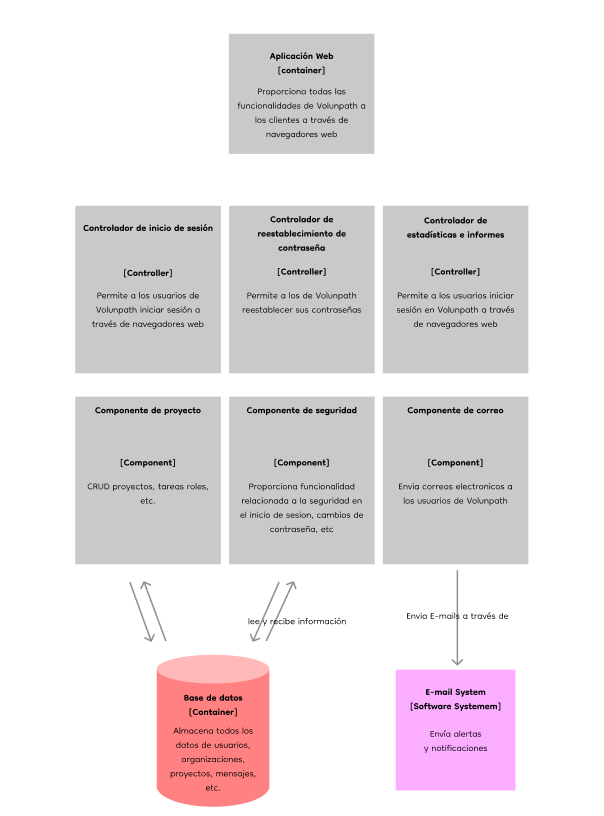 Aplicación Web
[container]
Proporciona todas las
funcionalidades de Volunpath a
los clientes a través de
navegadores web
Controlador de inicio de sesión
[Controller]
Permite a los usuarios de
Volunpath iniciar sesión a
través de navegadores web
Controlador de
reestablecimiento de
contraseña
[Controller]
Permite a los de Volunpath
reestablecer sus contraseñas
Controlador de
estadísticas e informes
[Controller]
Permite a los usuarios iniciar
sesión en Volunpath a través
de navegadores web
Componente de proyecto
[Component]
CRUD proyectos, tareas roles,
etc.
Componente de seguridad
[Component]
Proporciona funcionalidad
relacionada a la seguridad en
el inicio de sesion, cambios de
contraseña, etc
Componente de correo
[Component]
Envia correos electronicos a
los usuarios de Volunpath
lee y recibe información
Envia E-mails a través de
Base de datos
[Container]
Almacena todos los
datos de usuarios,
organizaciones,
proyectos, mensajes,
etc.
E-mail System
[Software Systemem]
Envía alertas
y notificaciones